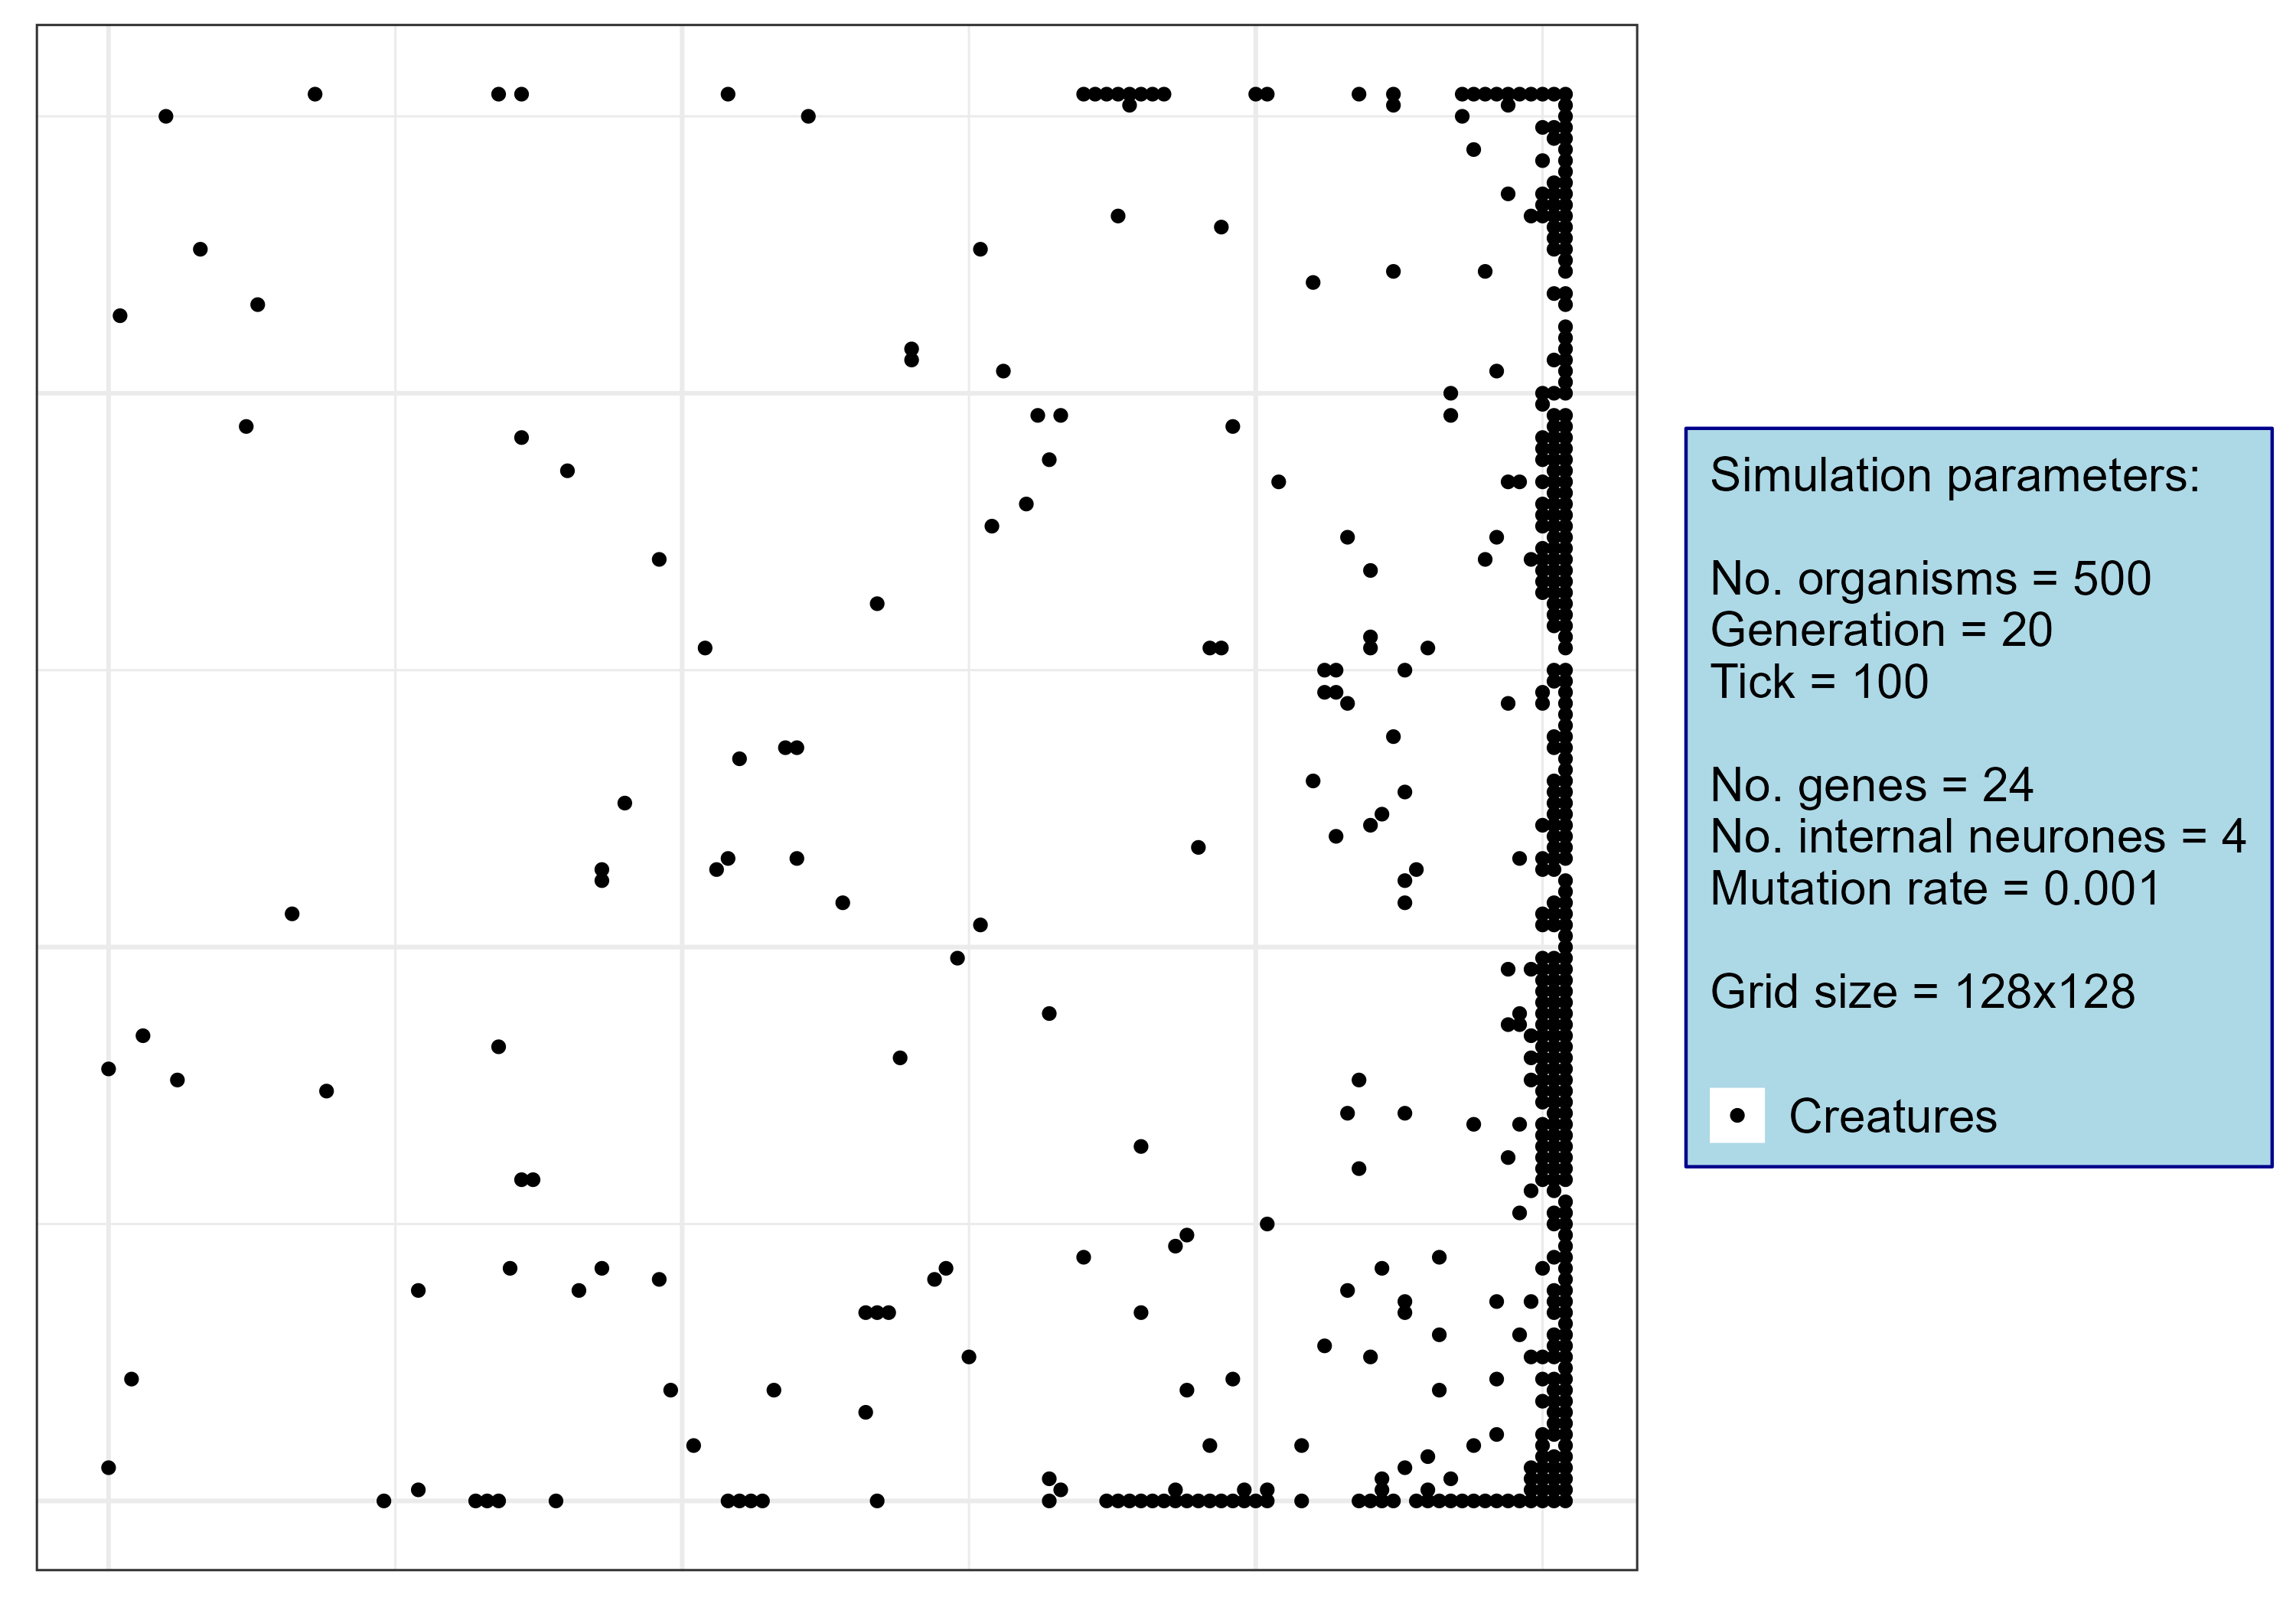 Simulation parameters:
No. organisms = 500
Generation = 20
Tick = 100
No. genes = 24
No. internal neurones = 4
Mutation rate = 0.001
Grid size = 128x128
Creatures